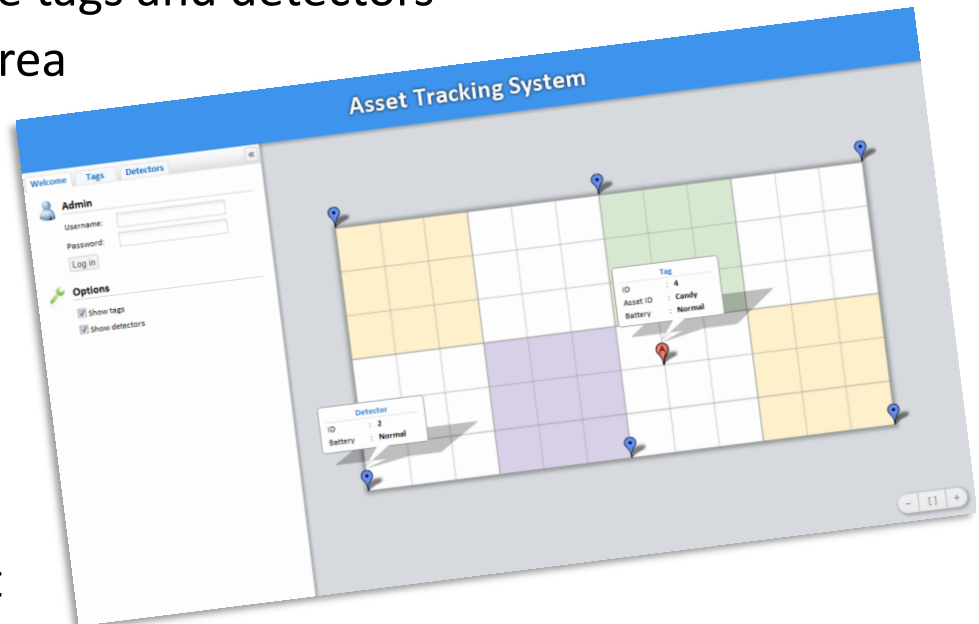 e tags and detectors
rea
Asset Tracking System
«
Welcome Tags Detectors
Admin
Username:
Password:
Log in
Options
Show tags
Show detectors
Tag
ID : 4
Asset ID : Candy
Battery : Normal
A
Detector
ID : 2
Battery : Normal
- [ ] +
t